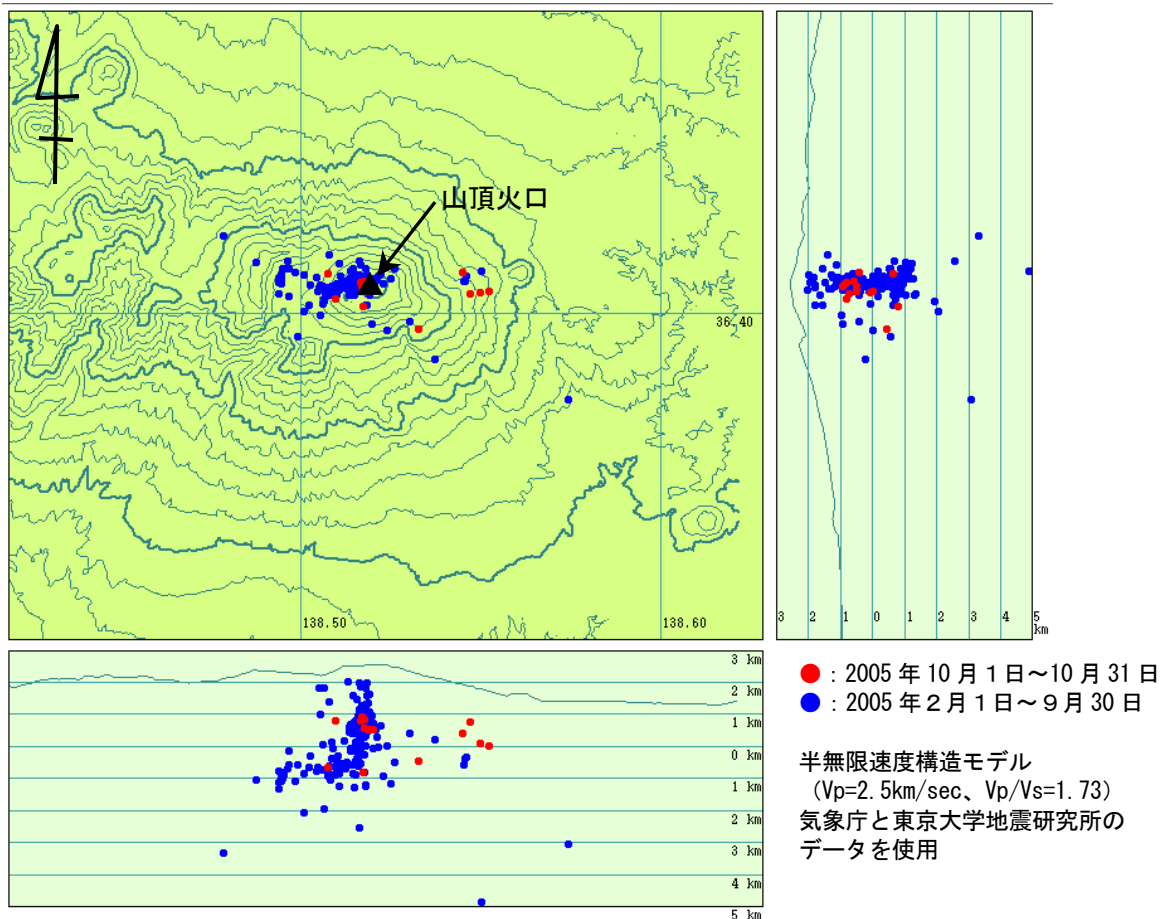 山頂火口
36.40
138.50
138.60
3 2 1 0 1 2 3 4 5
km
3 km
2 km
1 km
0 km
1 km
2 km
3 km
4 km
5 km
：2005 年 10 月 1 日～10 月 31 日
：2005 年２月１日～９月 30 日
半無限速度構造モデル
（Vp=2.5km/sec、Vp/Vs=1.73）
気象庁と東京大学地震研究所の
データを使用